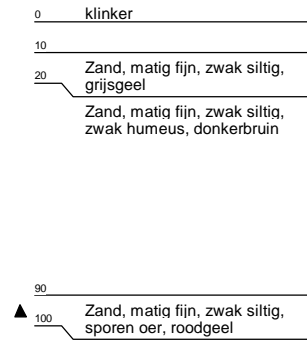 0 klinker
10
Zand, matig fijn, zwak siltig,
20
grijsgeel
Zand, matig fijn, zwak siltig,
zwak humeus, donkerbruin
90
Zand, matig fijn, zwak siltig,
100
sporen oer, roodgeel